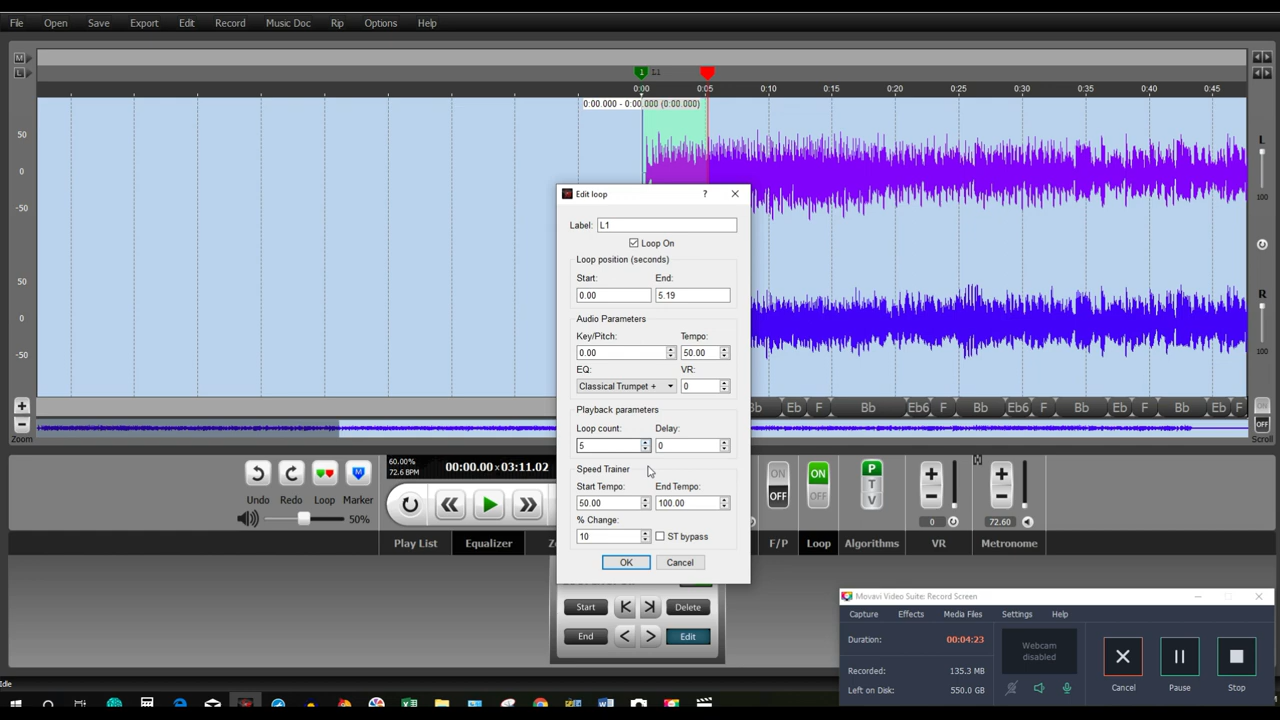 File Open Save Export Edit Record Music Doc Rip Options Help
M
L
1 L1
0:00 0:05 0:10 0:15 0:20 0:25 0:30 0:35 0:40 0:45
0:00.000 - 0:00.000 (0:00.000)
50
0
-50
50
0
-50
L
100
R
100
Edit loop ?
Label: L1
Loop On
Loop position (seconds)
Start: End:
0.00 5.19
Audio Parameters
Key/Pitch: Tempo:
0.00 50.00
EQ: VR:
Classical Trumpet + 0
Playback parameters
Loop count: Delay:
5 0
Speed Trainer
Start Tempo: End Tempo:
50.00 100.00
% Change:
10 ST bypass
OK Cancel
Bb Eb F Bb Eb6 F Bb Eb6 F Bb Eb F Bb Eb F
Zoom
ON
OFF
Scroll
Undo Redo Loop Marker
50%
60.00%
72.6 BPM
00:00.00 x 03:11.02
ON
OFF
ON
OFF
P
T
V
0
72.60
Play List Equalizer F/P Loop Algorithms VR Metronome
Start Delete
End Edit
Idle
Movavi Video Suite: Record Screen
Capture Effects Media Files Settings Help
Duration: 00:04:23
Webcam
disabled
Recorded: 135.3 MB
Left on Disk: 550.0 GB
Cancel Pause Stop